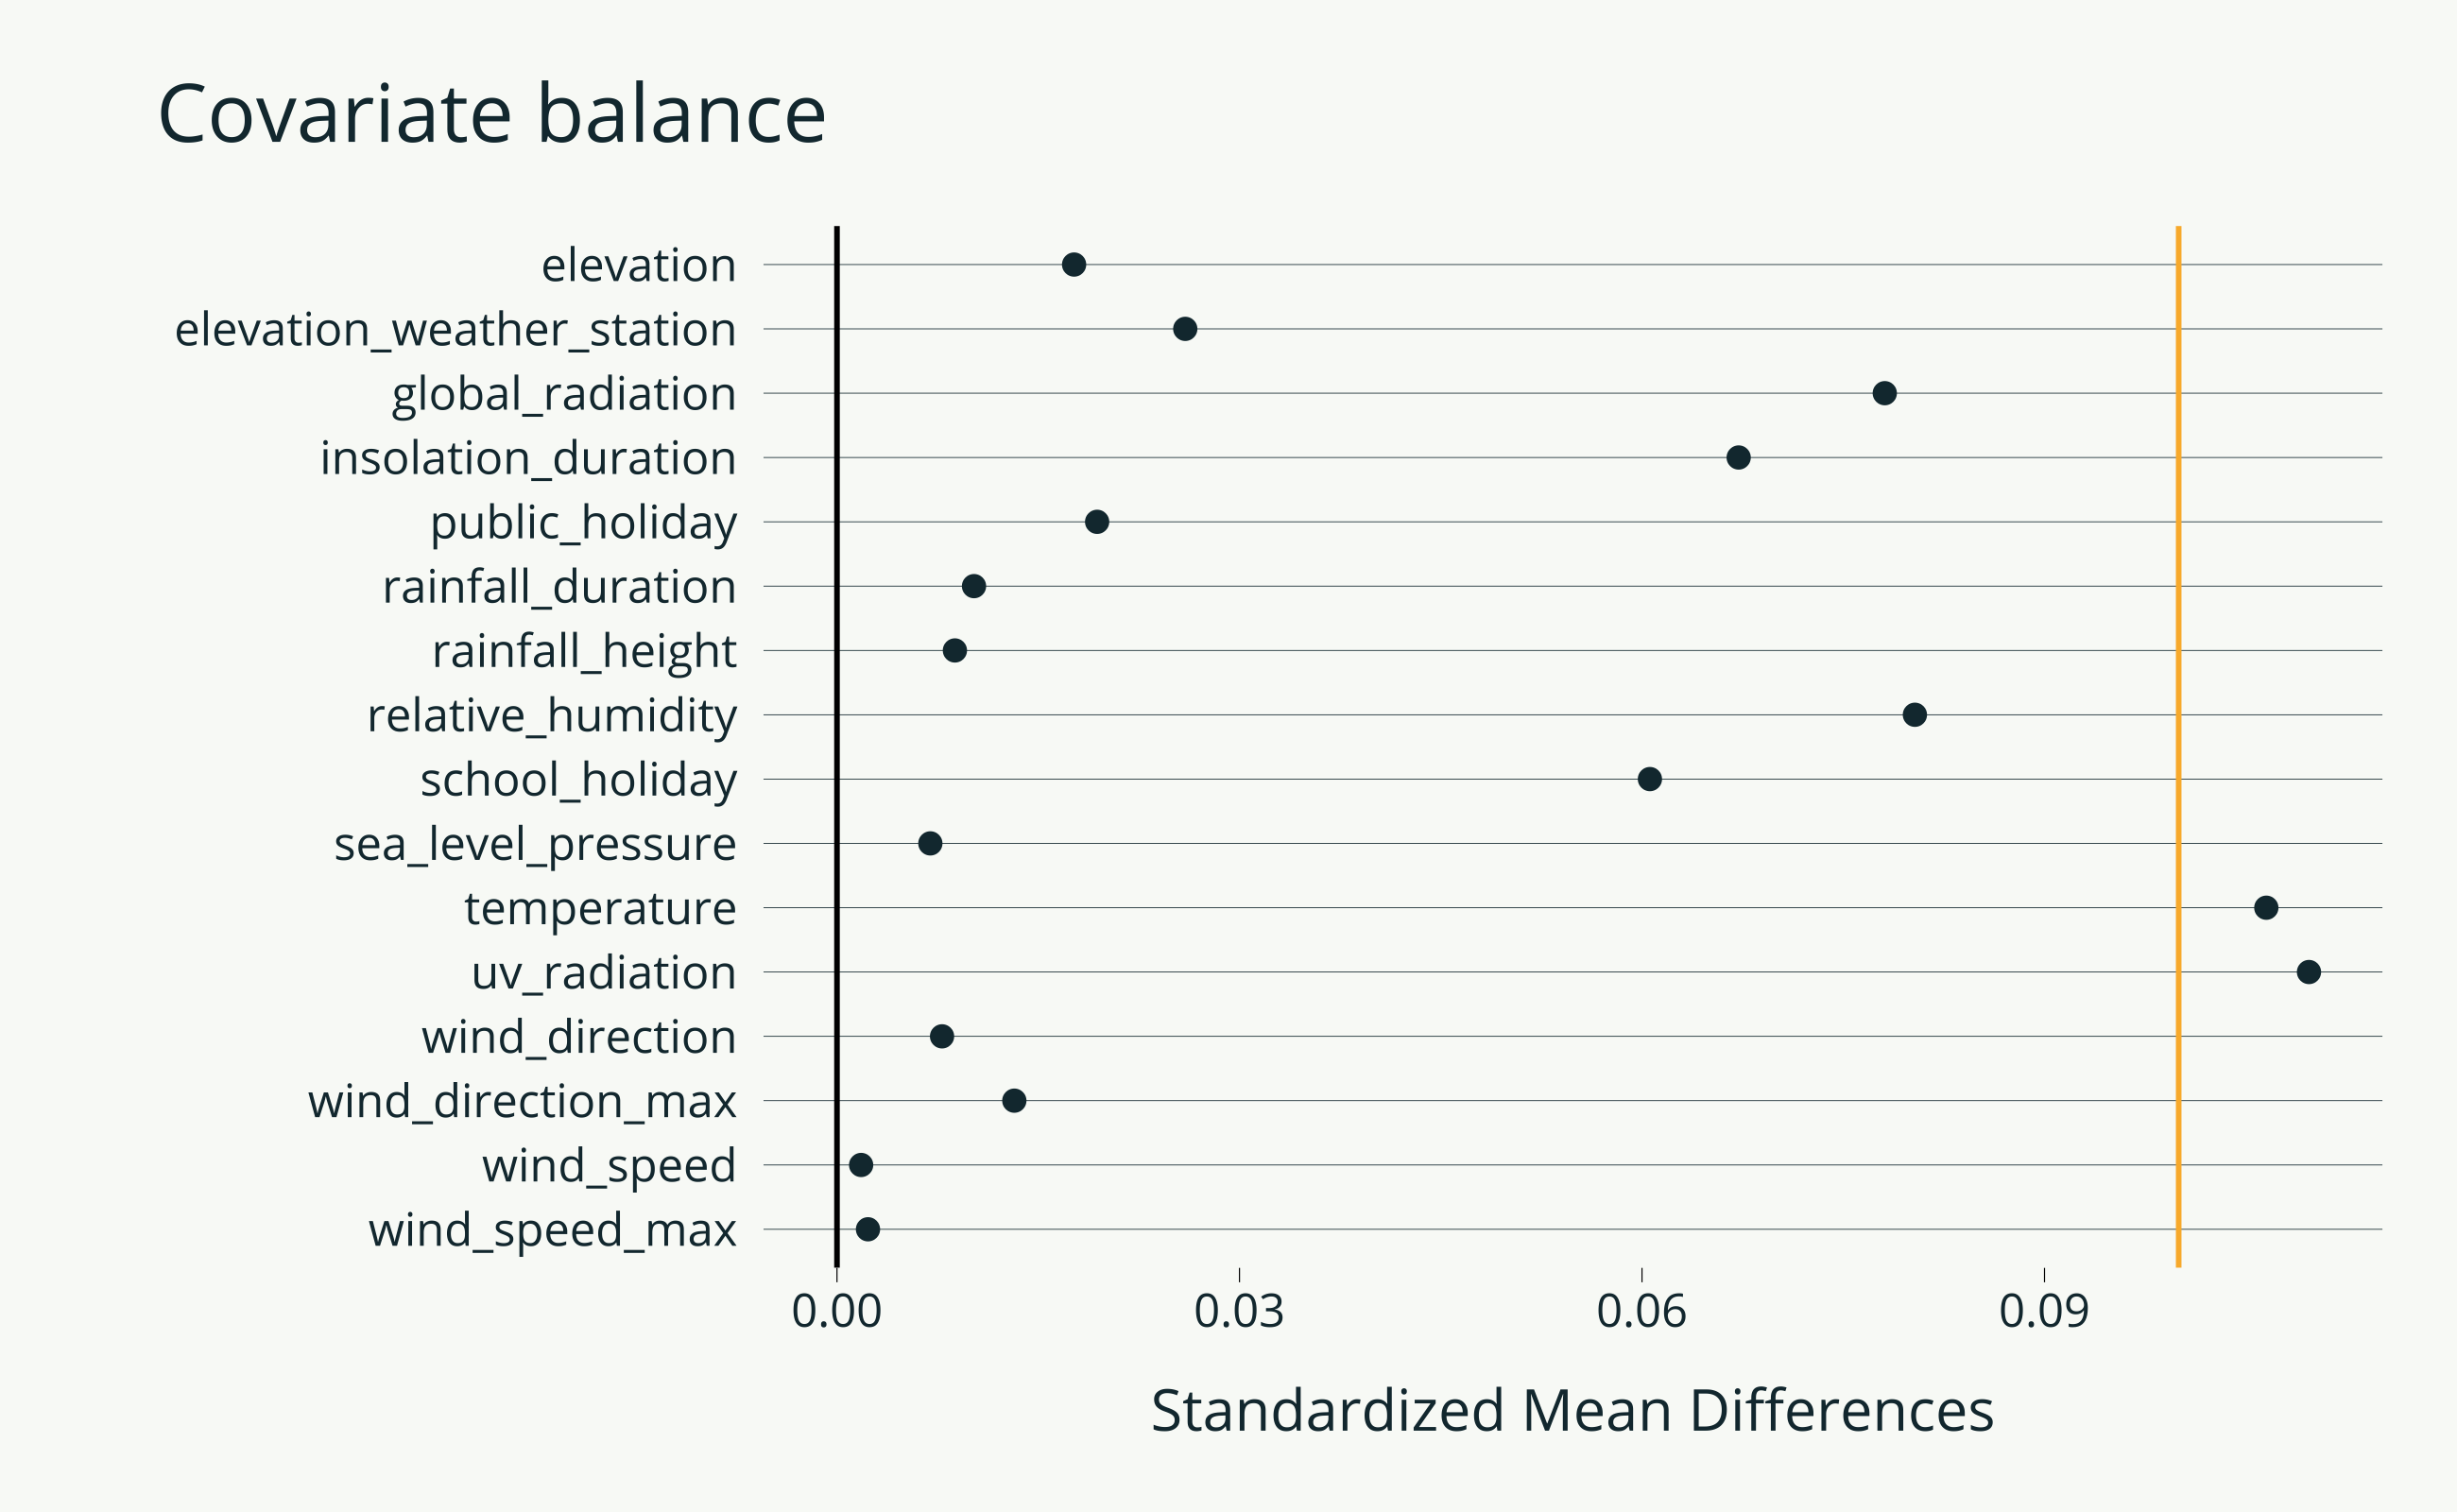 Covariate balance
elevation
elevation_weather_station
global_radiation
insolation_duration
public_holiday
rainfall_duration
rainfall_height
relative_humidity
school_holiday
sea_level_pressure
temperature
uv_radiation
wind_direction
wind_direction_max
wind_speed
wind_speed_max
0.00 0.03 0.06 0.09
Standardized Mean Differences